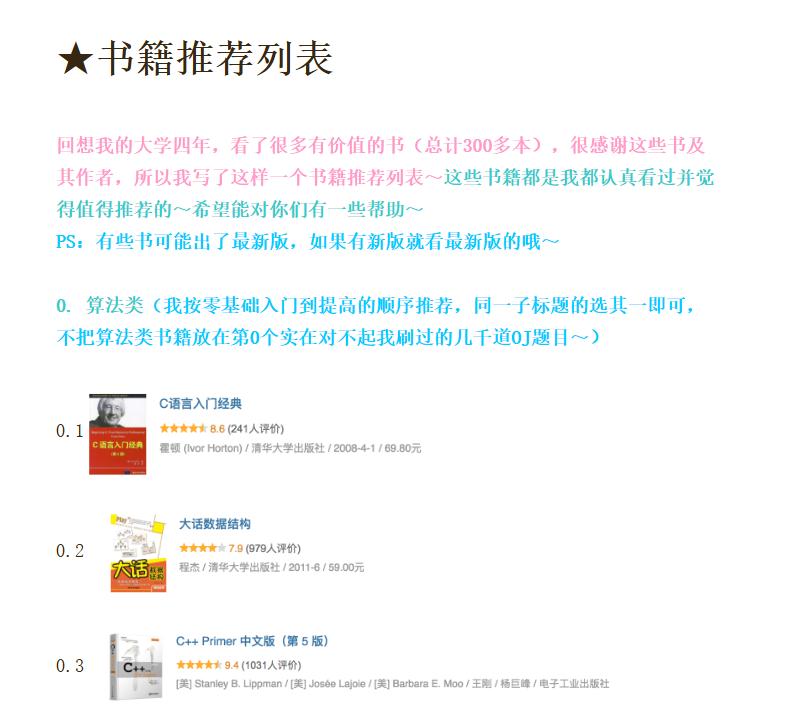 ★书籍推荐列表
回想我的大学四年，看了很多有价值的书（总计300多本），很感谢这些书及
其作者，所以我写了这样一个书籍推荐列表～这些书籍都是我都认真看过并觉
得值得推荐的～希望能对你们有一些帮助～
PS：有些书可能出了最新版，如果有新版就看最新版的哦～
0. 算法类（我按零基础入门到提高的顺序推荐，同一子标题的选其一即可，
不把算法类书籍放在第0个实在对不起我刷过的几千道OJ题目～）
0.1
C语言入门经典
C语言入门经典
8.6 (241人评价)
霍顿 (Ivor Horton) / 清华大学出版社 / 2008-4-1 / 69.80元
0.2
大话数据结构
大话数据结构
7.9 (979人评价)
程杰 / 清华大学出版社 / 2011-6 / 59.00元
0.3
C++
C++ Primer 中文版（第 5 版）
9.4 (1031人评价)
[美] Stanley B. Lippman / [美] Josée Lajoie / [美] Barbara E. Moo / 王刚 / 杨巨峰 / 电子工业出版社